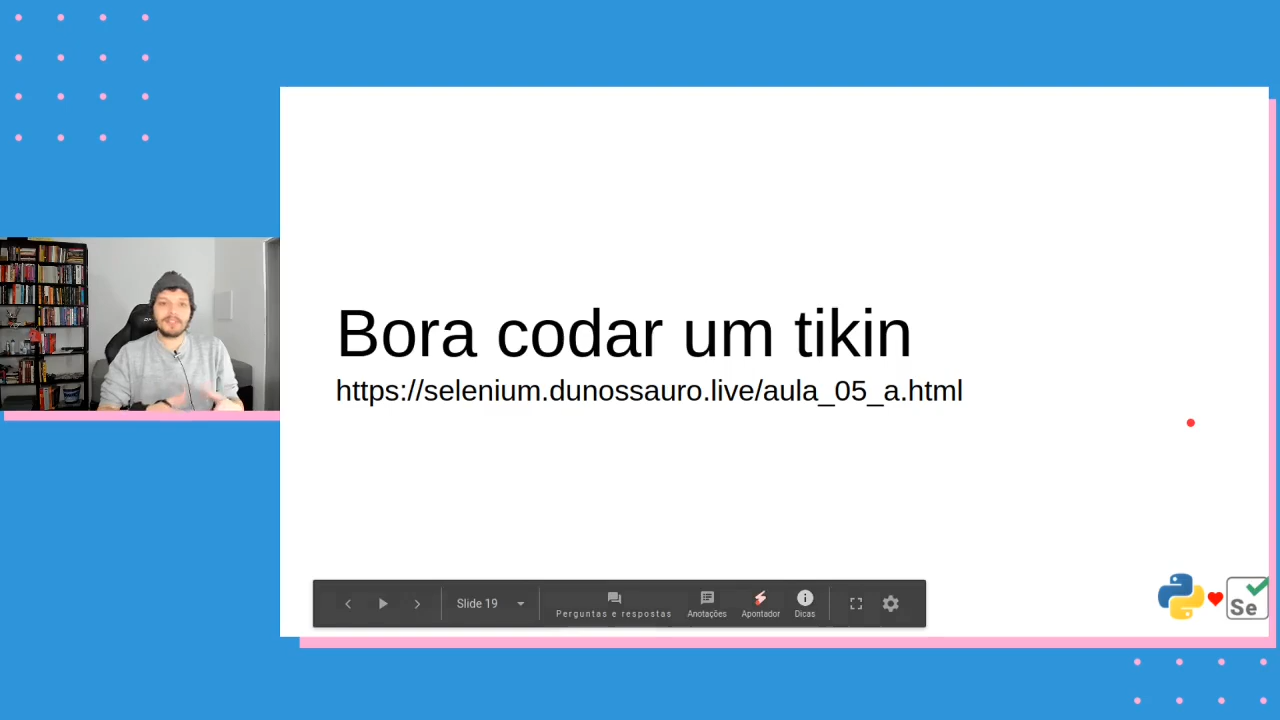 Bora codar um tikin
https://selenium.dunossauro.live/aula_05_a.html
Slide 19
Perguntas e respostas
Anotações
Apontador
Dicas
Se